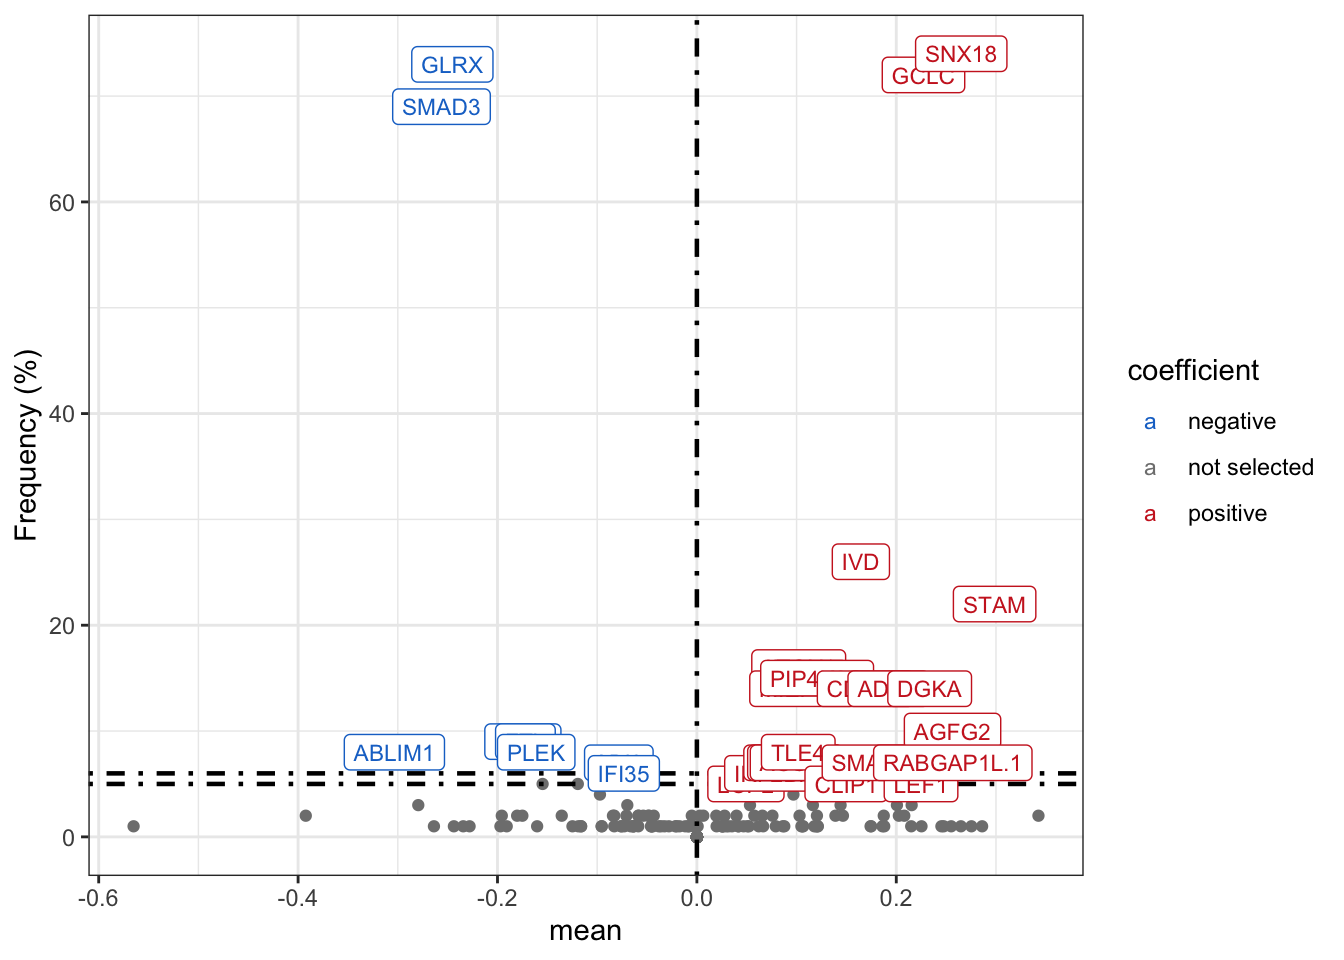 GLRX
SNX18
GCLC
SMAD3
60
Frequency (%)
coefficient
a negative
40
a not selected
a positive
IVD
STAM
20
PIP4
AD
DGKA
AGFG2
ABLIM1
PLEK
TLE4
SMA
RABGAP1L.1
IFI35
CLIP1
LEF1
0
-0.6
-0.4
-0.2
0.0
0.2
mean